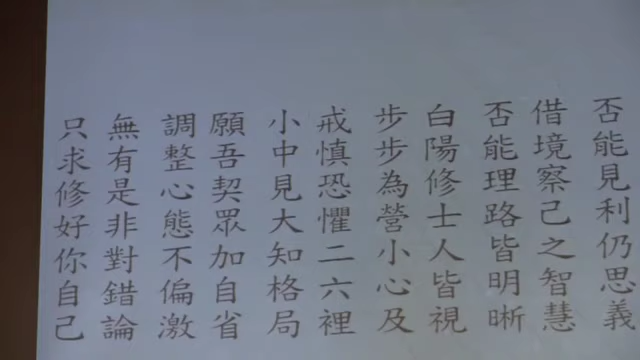 否能見利仍思義
借境察己之智慧
否能理路皆明晰
白陽修士人皆視
步步為營小心及
戒慎恐懼二六裡
小中見大知格局
願吾契眾加自省
調整心態不偏激
無有是非對錯論
只求修好你自己